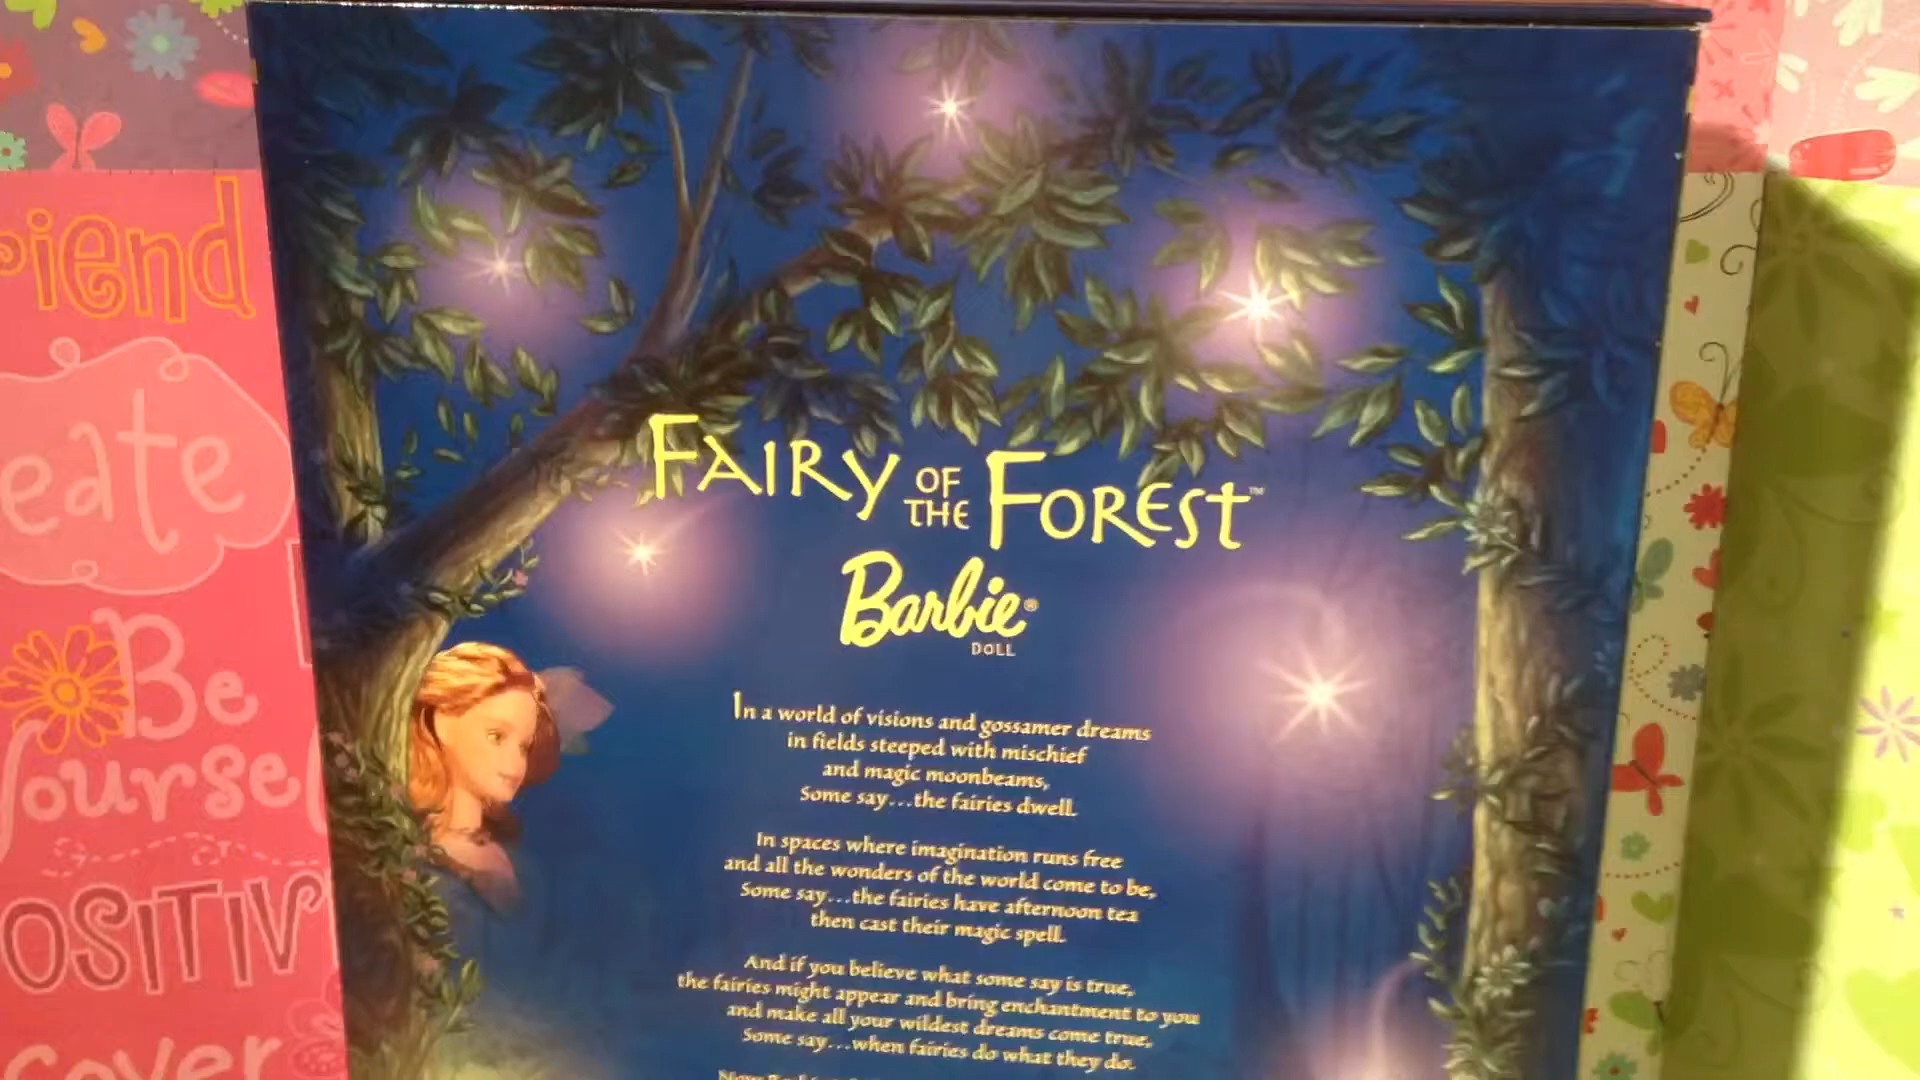 FAIRY OF THE FOREST™
Barbie®
DOLL
In a world of visions and gossamer dreams
in fields steeped with mischief
and magic moonbeams,
Some say...the fairies dwell.
In spaces where imagination runs free
and all the wonders of the world come to be,
Some say...the fairies have afternoon tea
then cast their magic spell.
And if you believe what some say is true,
the fairies might appear and bring enchantment to you
and make all your wildest dreams come true,
Some say...when fairies do what they do.
riend
eate
Be
Yoursel
OSITIV
cover